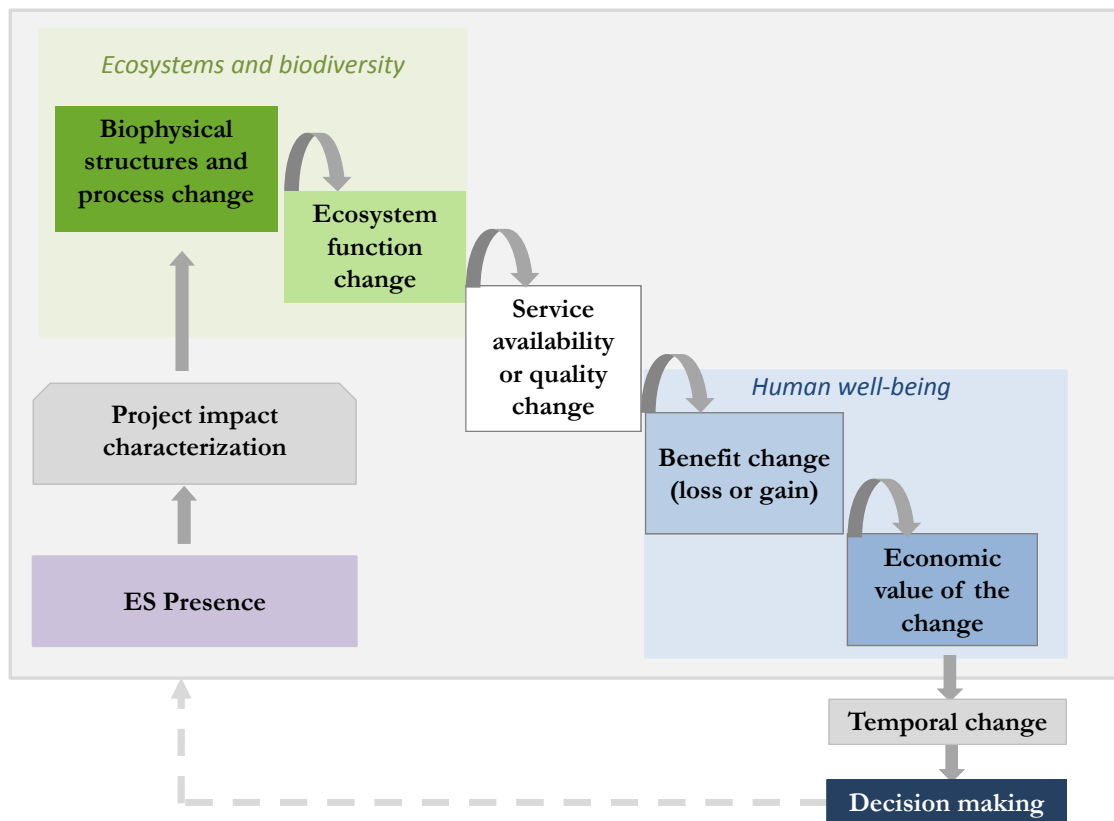 Ecosystems and biodiversity
Biophysical
structures and
process change
Ecosystem
function
change
Service
availability
or quality
change
Human well-being
Project impact
characterization
Benefit change
(loss or gain)
ES Presence
Economic
value of the
change
Temporal change
Decision making